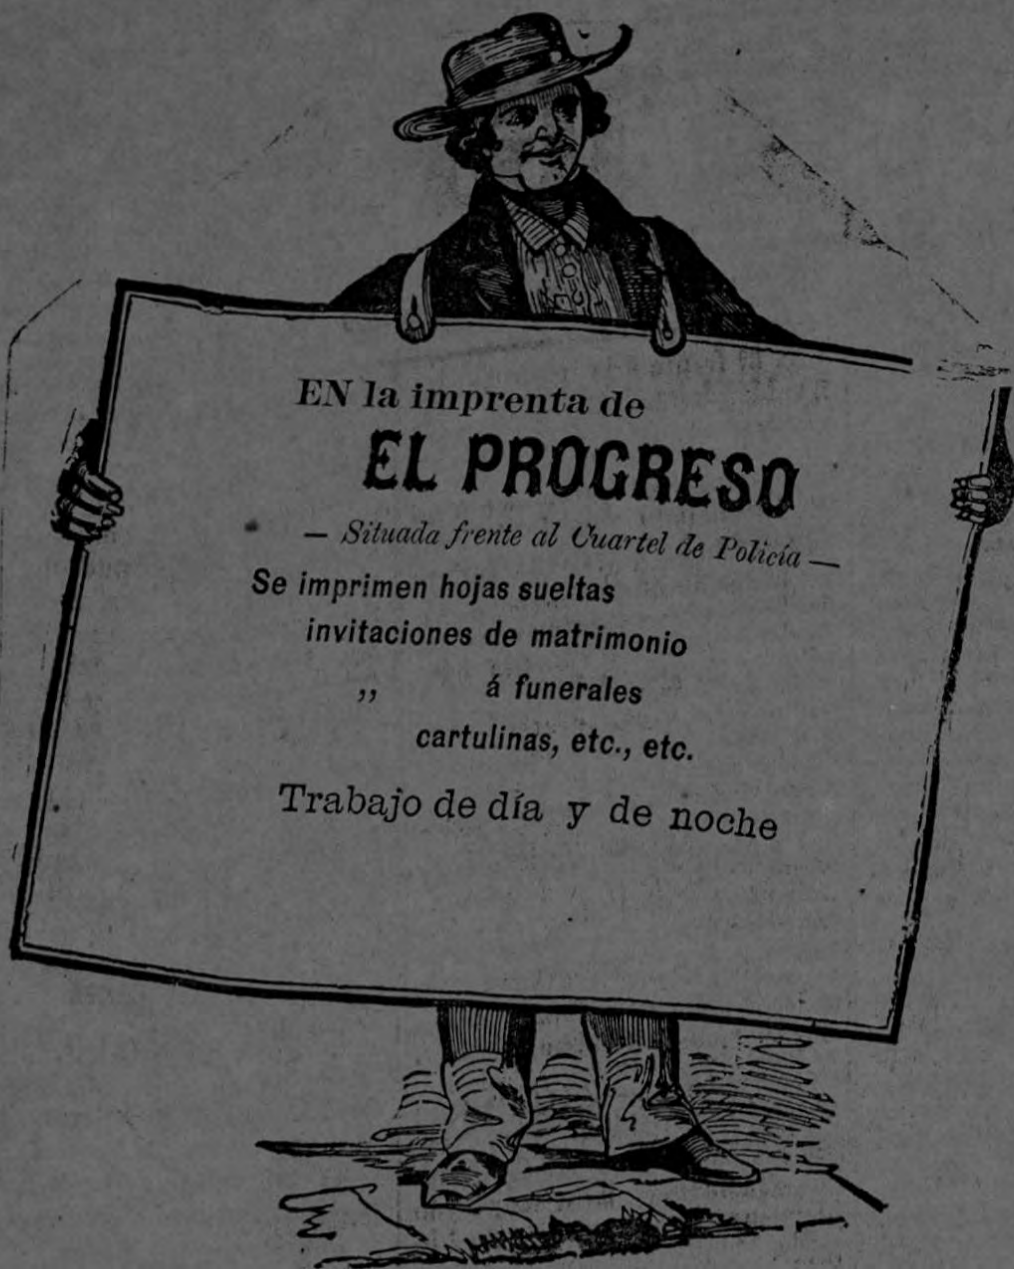 EN la imprenta de
EL PROGRESO
— Situada frente al Cuartel de Policía —
Se imprimen hojas sueltas
invitaciones de matrimonio
„ á funerales
cartulinas, etc., etc.
Trabajo de día y de noche